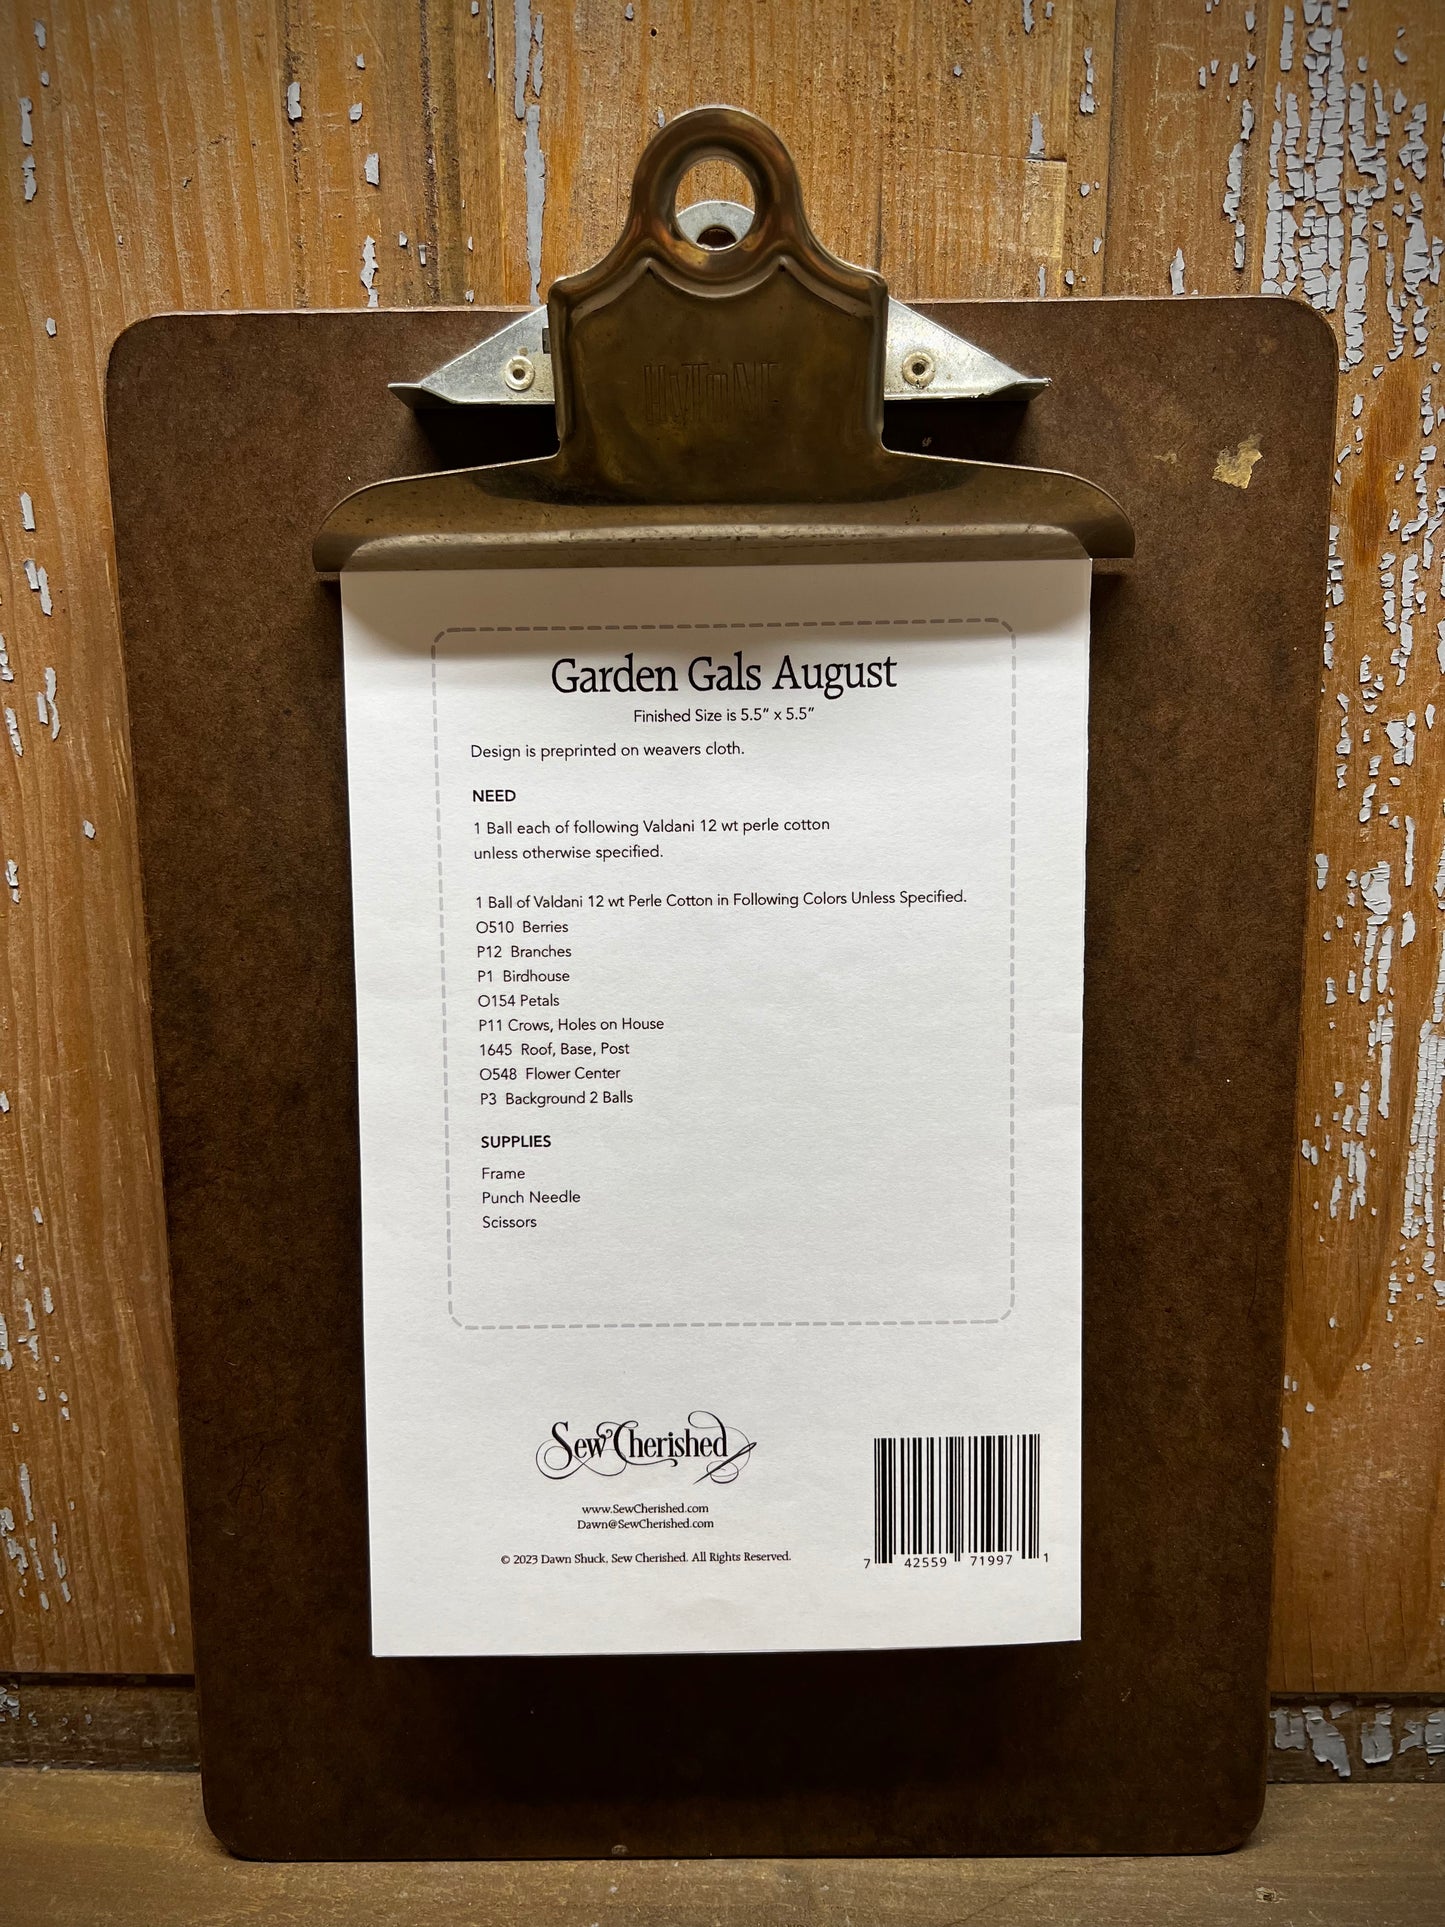 Garden Gals August
Finished Size is 5.5" x 5.5"
Design is preprinted on weavers cloth.
NEED
1 Ball each of following Valdani 12 wt perle cotton
unless otherwise specified.
1 Ball of Valdani 12 wt Perle Cotton in Following Colors Unless Specified.
O510 Berries
P12 Branches
P1 Birdhouse
O154 Petals
P11 Crows, Holes on House
1645 Roof, Base, Post
O548 Flower Center
P3 Background 2 Balls
SUPPLIES
Frame
Punch Needle
Scissors
Sew Cherished
www.SewCherished.com
Dawn@SewCherished.com
© 2023 Dawn Shuck, Sew Cherished. All Rights Reserved.
7 42559 71997 1